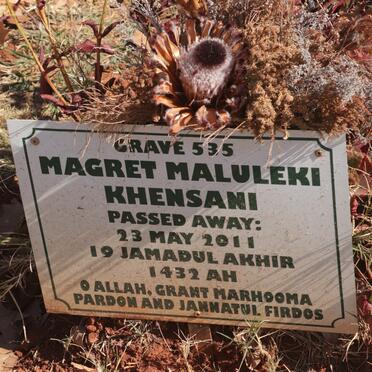 GRAVE 535
MAGRET MALULEKI
KHENSANI
PASSED AWAY:
23 MAY 2011
19 JAMADUL AKHIR
1432 AH
O ALLAH, GRANT MARHOOMA
PARDON AND JANNATUL FIRDOS